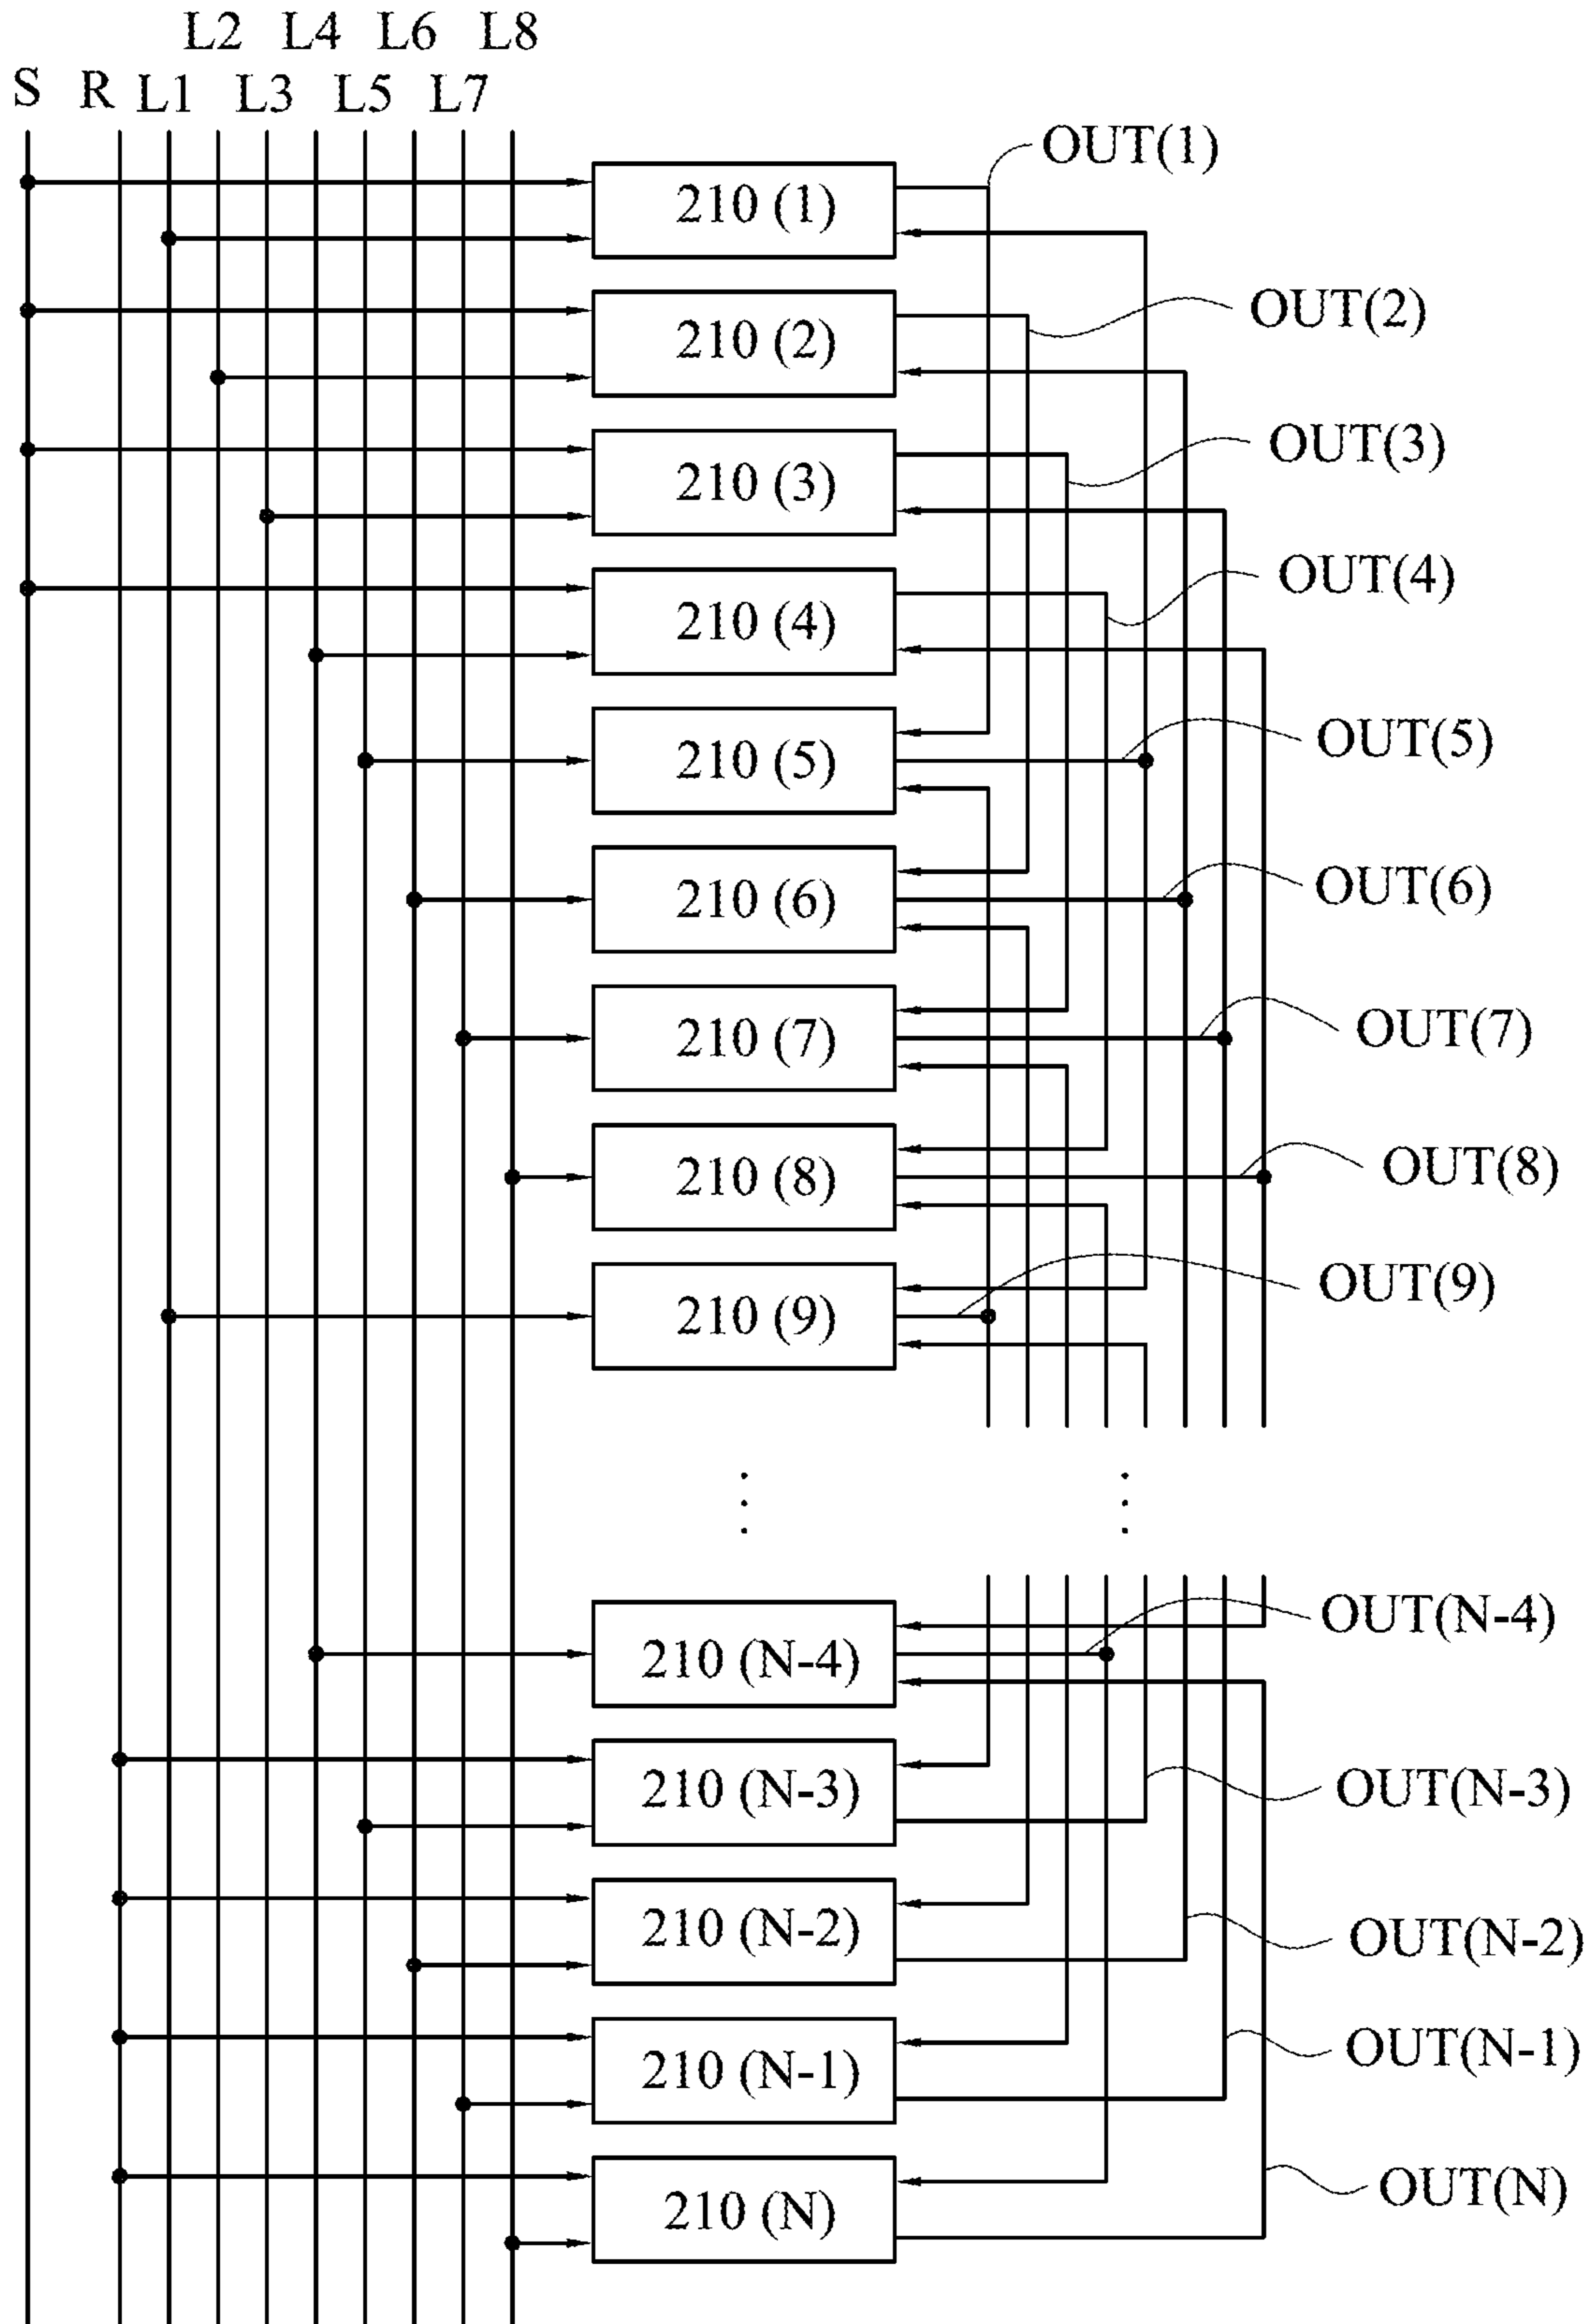 L2 L4 L6 L8
S R L1 L3 L5 L7
210 (1)
OUT(1)
210 (2)
OUT(2)
210 (3)
OUT(3)
210 (4)
OUT(4)
210 (5)
OUT(5)
210 (6)
OUT(6)
210 (7)
OUT(7)
210 (8)
OUT(8)
210 (9)
OUT(9)
210 (N-4)
OUT(N-4)
210 (N-3)
OUT(N-3)
210 (N-2)
OUT(N-2)
210 (N-1)
OUT(N-1)
210 (N)
OUT(N)